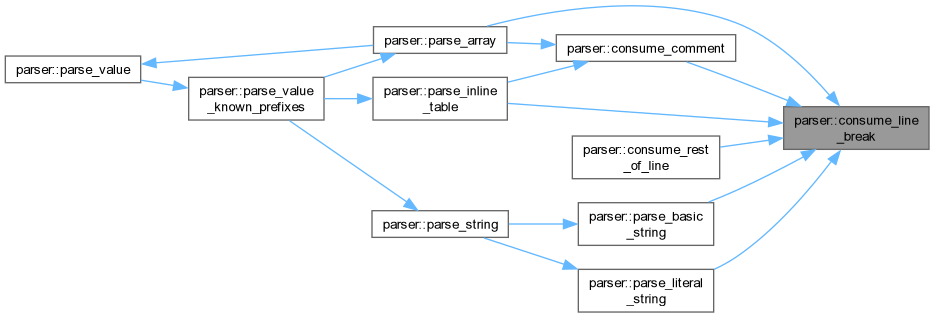 parser::parse_value
parser::parse_value
_known_prefixes
parser::parse_array
parser::parse_inline
_table
parser::parse_string
parser::consume_comment
parser::consume_rest
_of_line
parser::parse_basic
_string
parser::parse_literal
_string
parser::consume_line
_break